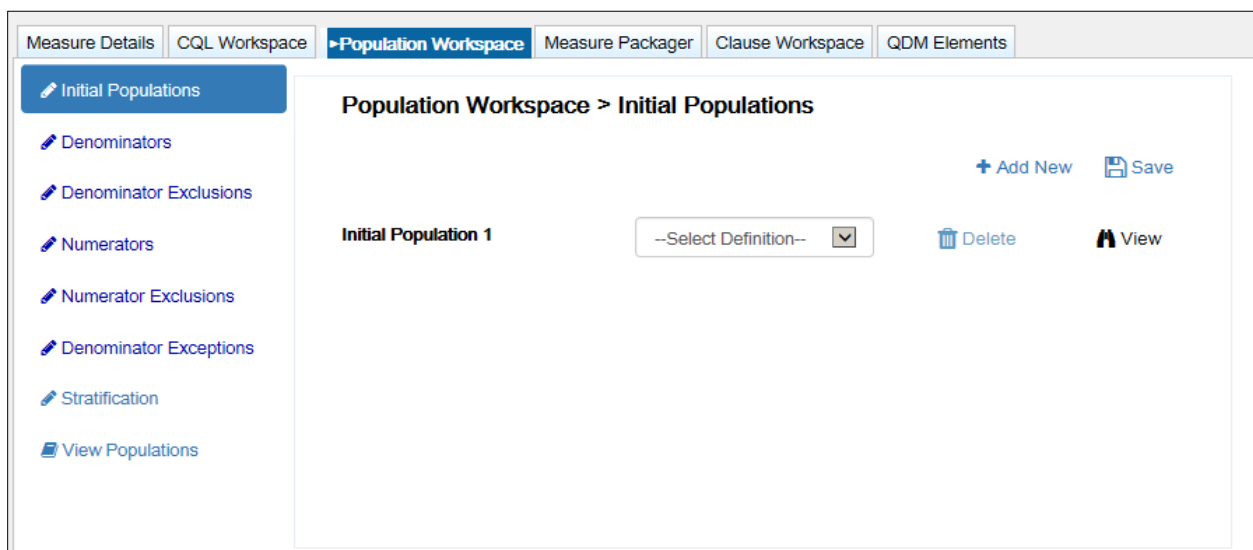 Measure Details CQL Workspace ▸Population Workspace Measure Packager Clause Workspace QDM Elements
Initial Populations
Population Workspace > Initial Populations
Denominators
+ Add New Save
Denominator Exclusions
Numerators
Initial Population 1 --Select Definition-- Delete View
Numerator Exclusions
Denominator Exceptions
Stratification
View Populations